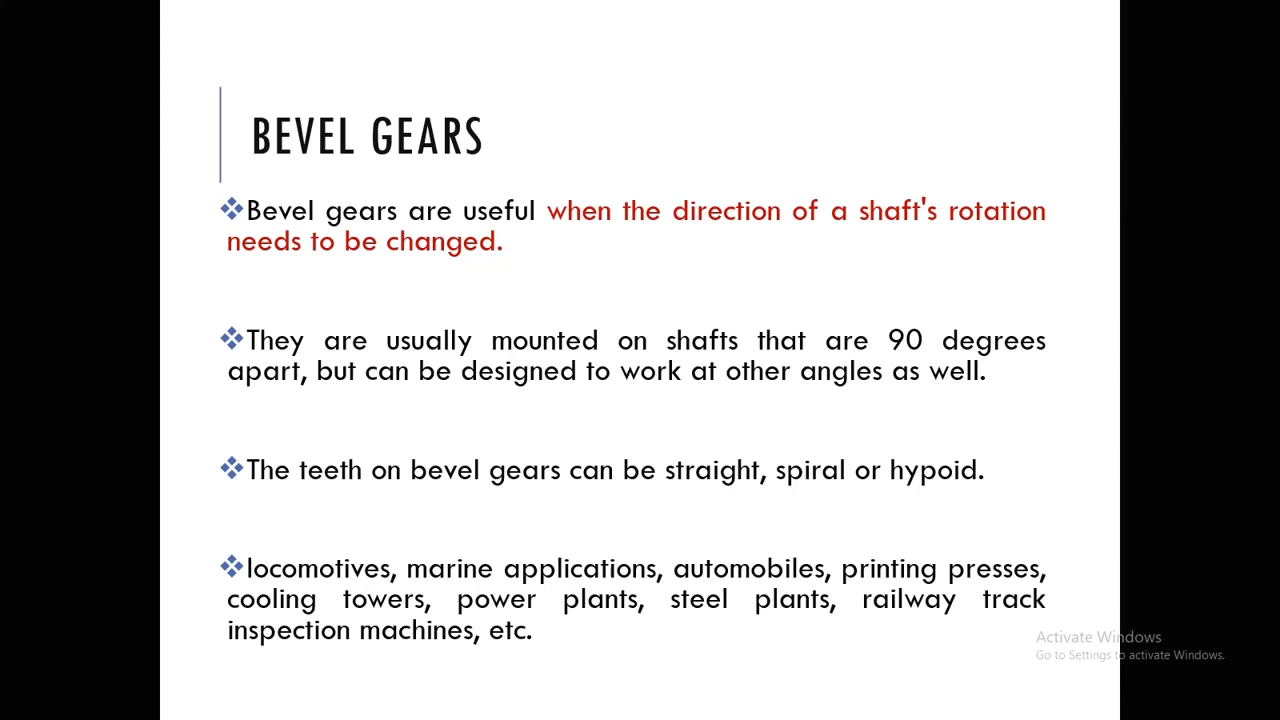 BEVEL GEARS
❖Bevel gears are useful when the direction of a shaft's rotation
needs to be changed.
❖They are usually mounted on shafts that are 90 degrees
apart, but can be designed to work at other angles as well.
❖The teeth on bevel gears can be straight, spiral or hypoid.
❖locomotives, marine applications, automobiles, printing presses,
cooling towers, power plants, steel plants, railway track
inspection machines, etc.
Activate Windows
Go to Settings to activate Windows.